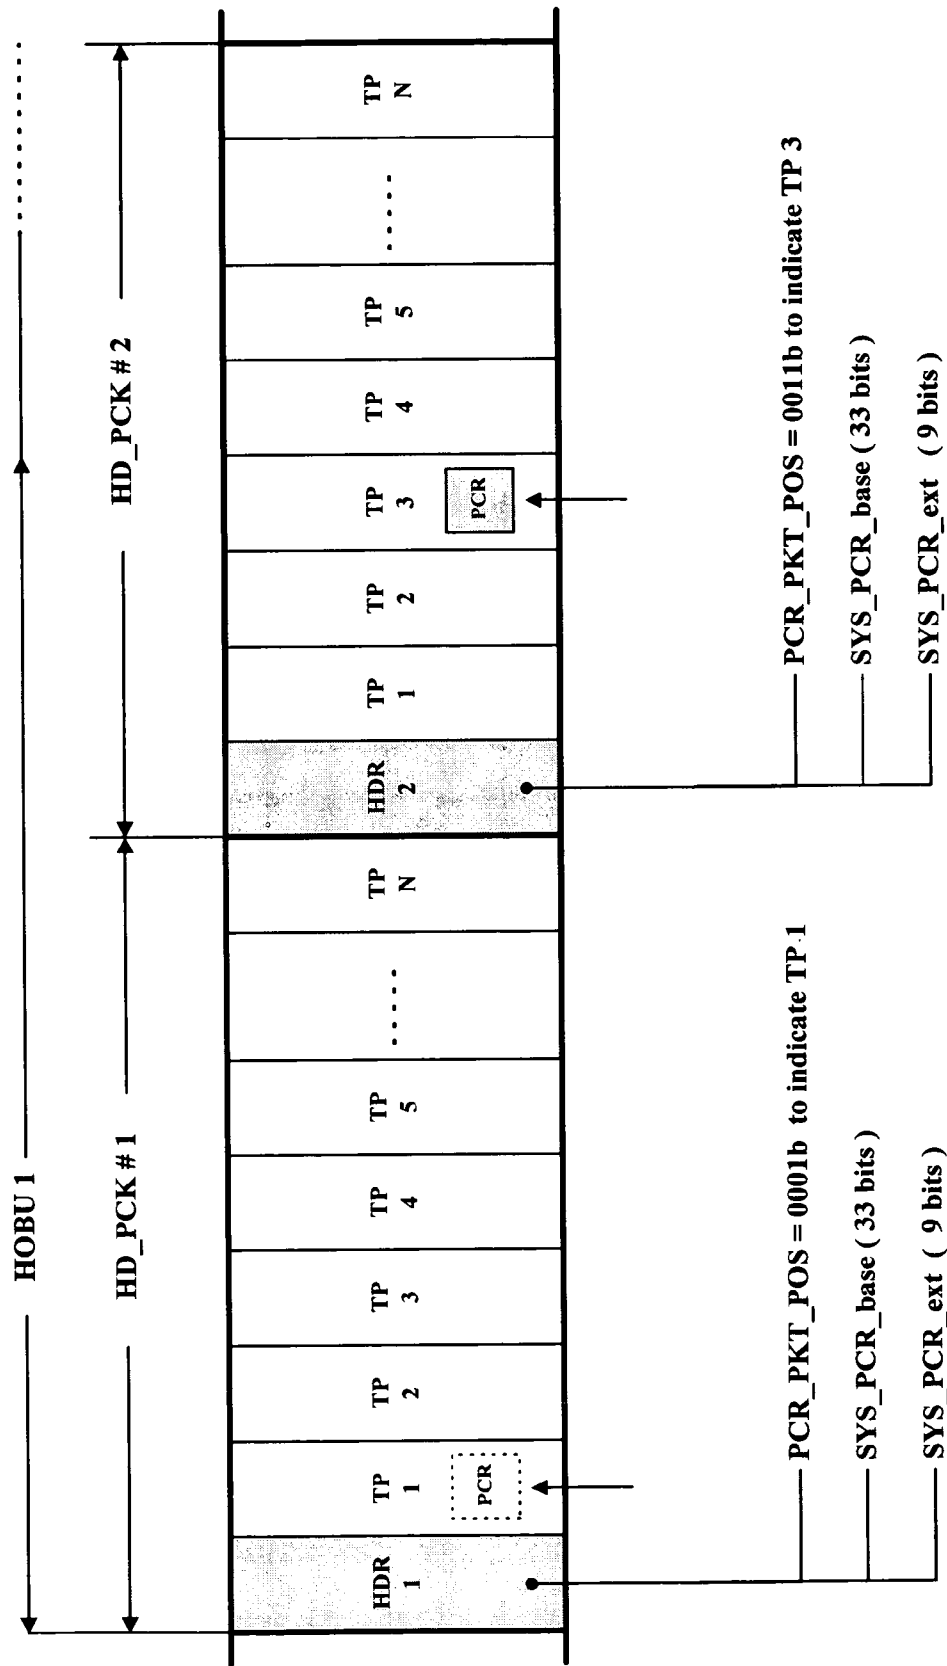 HOBU 1
HD_PCK # 1
HD_PCK # 2
HDR 1
TP 1
PCR
TP 2
TP 3
TP 4
TP 5
.....
TP N
HDR 2
TP 1
TP 2
TP 3
PCR
TP 4
TP 5
.....
TP N
PCR_PKT_POS = 0001b to indicate TP 1
SYS_PCR_base ( 33 bits )
SYS_PCR_ext ( 9 bits )
PCR_PKT_POS = 0011b to indicate TP 3
SYS_PCR_base ( 33 bits )
SYS_PCR_ext ( 9 bits )